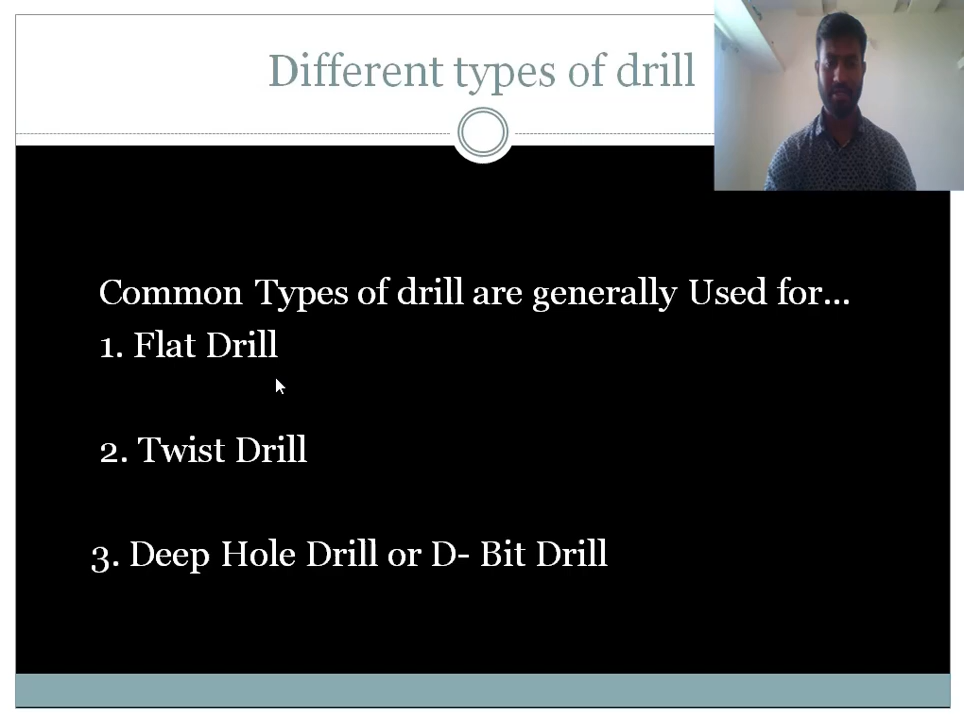 Different types of drill
Common Types of drill are generally Used for...
1. Flat Drill
2. Twist Drill
3. Deep Hole Drill or D- Bit Drill